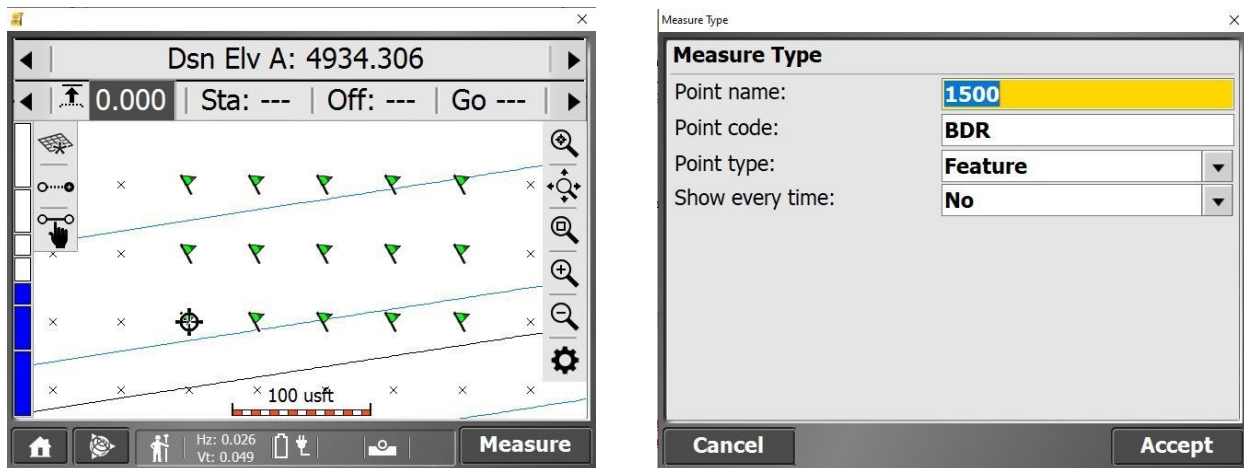 Dsn Elv A: 4934.306
0.000 | Sta: --- | Off: --- | Go ---
100 usft
Hz: 0.026
Vt: 0.049
Measure
Measure Type
Measure Type
Point name: 1500
Point code: BDR
Point type: Feature
Show every time: No
Cancel
Accept